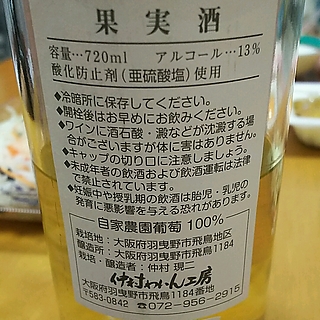 果実酒
容量…720ml アルコール…13%
酸化防止剤(亜硫酸塩)使用
◆冷暗所に保存してください。
◆開栓後はお早めにお飲みください。
◆ワインに酒石酸・澱などが沈澱する場
合がございますが体に害はありません。
◆キャップの切り口に注意しましょう。
◆未成年者の飲酒および飲酒運転は法律
で禁止されています。
◆妊娠中や授乳期の飲酒は胎児・乳児の
発育に悪影響を与える恐れがあります。
自家農園葡萄 100%
栽培地:大阪府羽曳野市飛鳥地区
醸造所:大阪府羽曳野市飛鳥1184
栽培・醸造者:仲村 現二
仲村わいん工房
大阪府羽曳野市飛鳥1184番地
〒583-0842 ☎072-956-2915